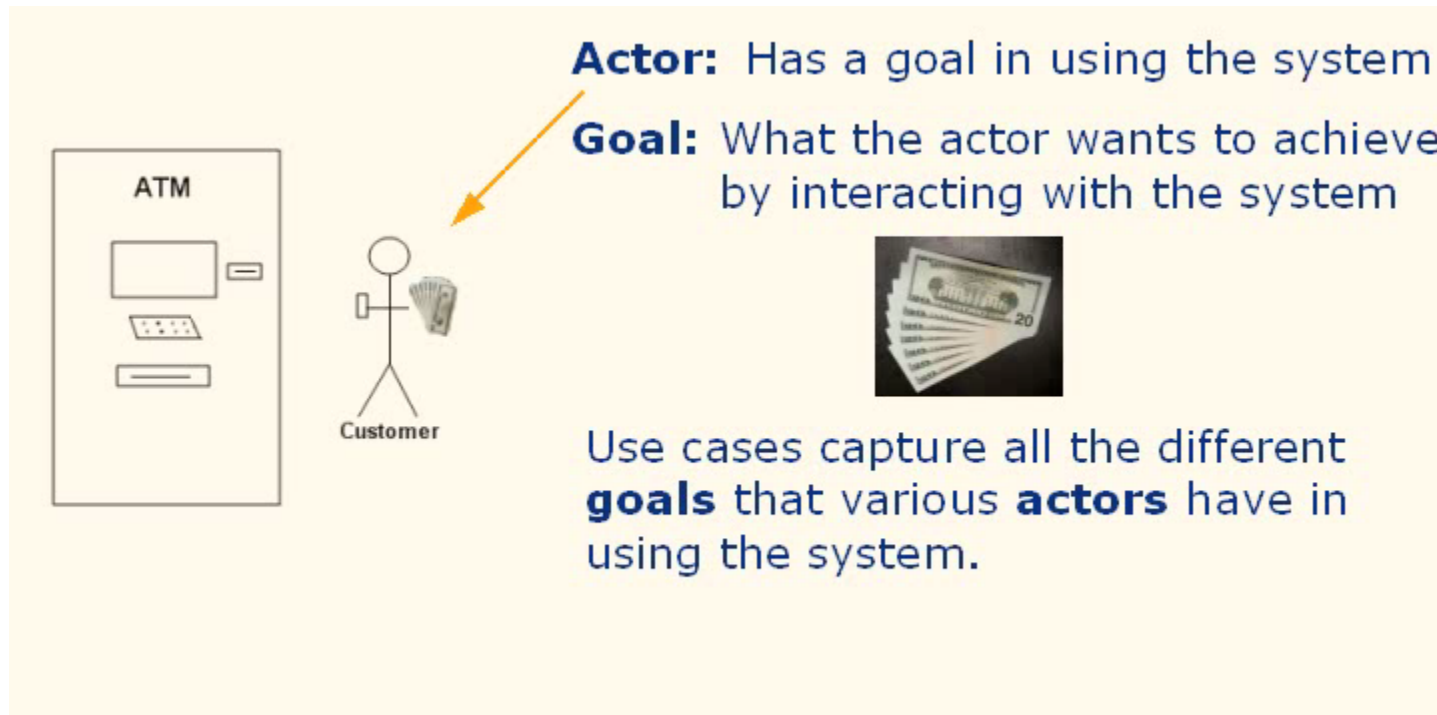 Actor: Has a goal in using the system
Goal: What the actor wants to achieve
by interacting with the system
ATM
20
Customer
Use cases capture all the different
goals that various actors have in
using the system.